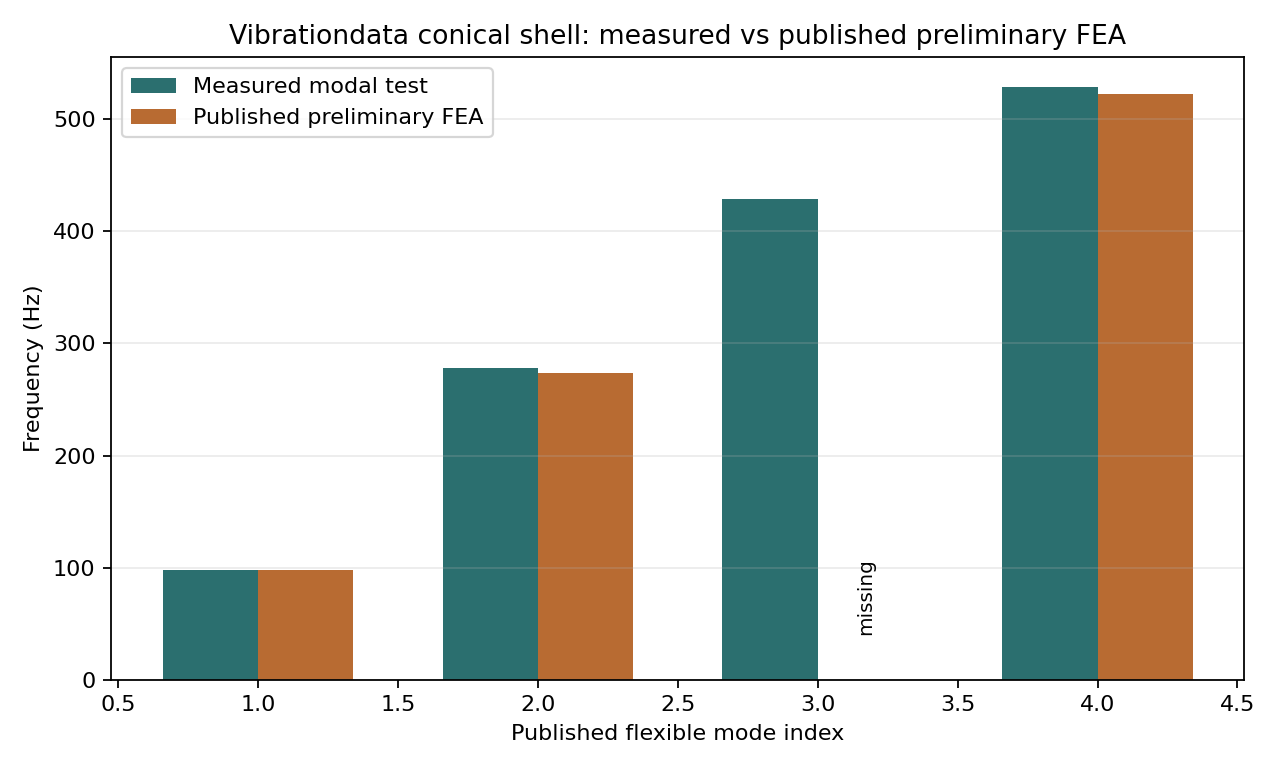 Vibrationdata conical shell: measured vs published preliminary FEA
Measured modal test
Published preliminary FEA
Frequency (Hz)
500
400
300
200
100
0
missing
0.5 1.0 1.5 2.0 2.5 3.0 3.5 4.0 4.5
Published flexible mode index